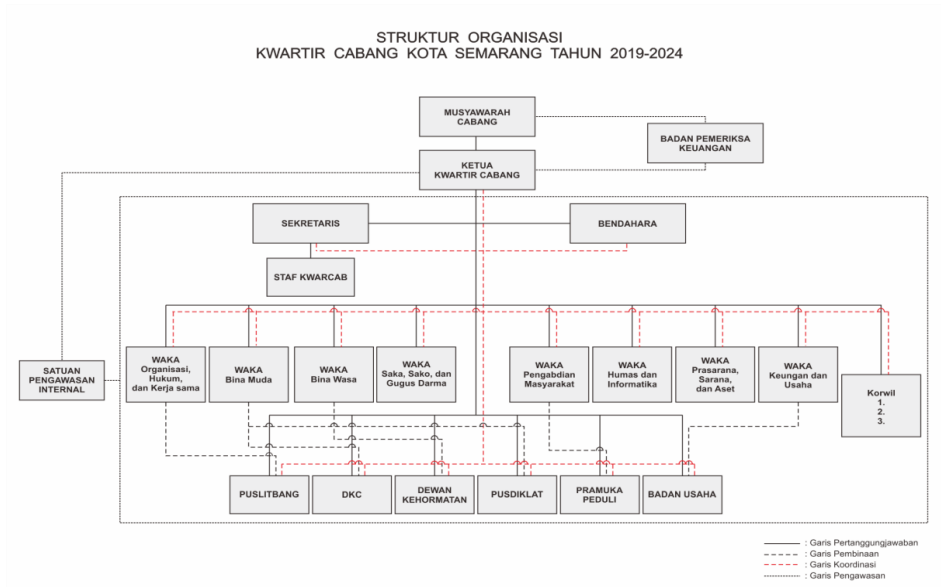 STRUKTUR ORGANISASI
KWARTIR CABANG KOTA SEMARANG TAHUN 2019-2024
MUSYAWARAH
CABANG
BADAN PEMERIKSA
KEUANGAN
KETUA
KWARTIR CABANG
SEKRETARIS
BENDAHARA
STAF KWARCAB
SATUAN
PENGAWASAN
INTERNAL
WAKA
Organisasi,
Hukum,
dan Kerja sama
WAKA
Bina Muda
WAKA
Bina Wasa
WAKA
Saka, Sako, dan
Gugus Darma
WAKA
Pengabdian
Masyarakat
WAKA
Humas dan
Informatika
WAKA
Prasarana,
Sarana,
dan Aset
WAKA
Keungan dan
Usaha
Korwil
1.
2.
3.
PUSLITBANG
DKC
DEWAN
KEHORMATAN
PUSDIKLAT
PRAMUKA
PEDULI
BADAN USAHA
: Garis Pertanggungjawaban
: Garis Pembinaan
: Garis Koordinasi
: Garis Pengawasan